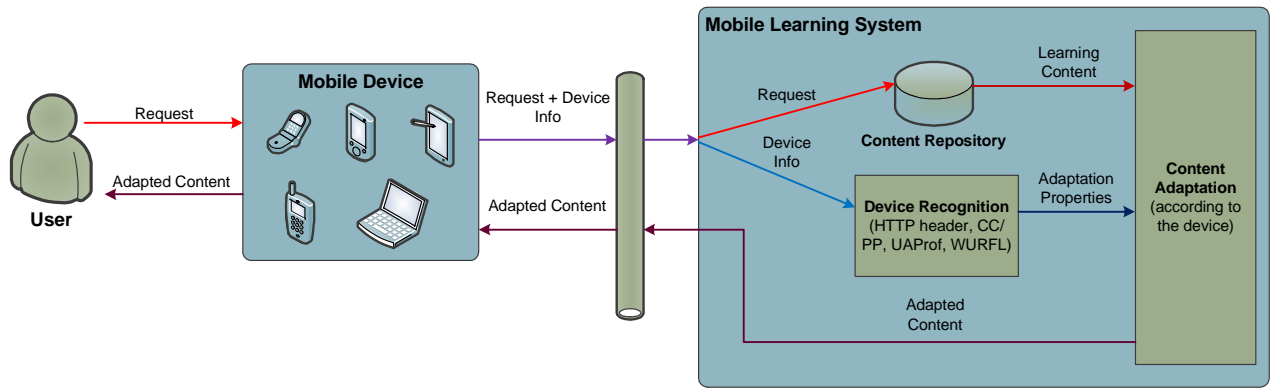 User
Request
Adapted Content
Mobile Device
Request + Device
Info
Adapted Content
Mobile Learning System
Request
Device
Info
Content Repository
Learning
Content
Device Recognition
(HTTP header, CC/
PP, UAProf, WURFL)
Adaptation
Properties
Content
Adaptation
(according to
the device)
Adapted
Content